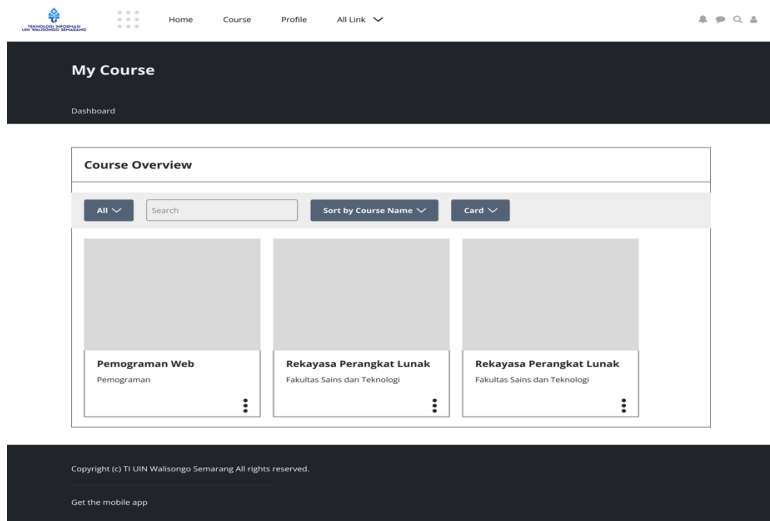 TEKNOLOGI INFORMASI
UIN WALISONGO SEMARANG
Home
Course
Profile
All Link
My Course
Dashboard
Course Overview
All
Search
Sort by Course Name
Card
Pemograman Web
Pemograman
Rekayasa Perangkat Lunak
Fakultas Sains dan Teknologi
Rekayasa Perangkat Lunak
Fakultas Sains dan Teknologi
Copyright (c) TI UIN Walisongo Semarang All rights reserved.
Get the mobile app